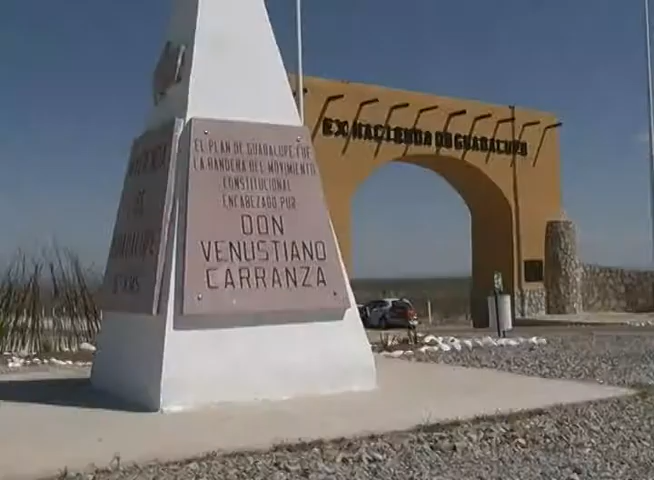 EL PLAN DE GUADALUPE FUE
LA BANDERA DEL MOVIMIENTO
CONSTITUCIONAL
ENCABEZADO POR
DON
VENUSTIANO
CARRANZA.
EX HACIENDA DE GUADALUPE